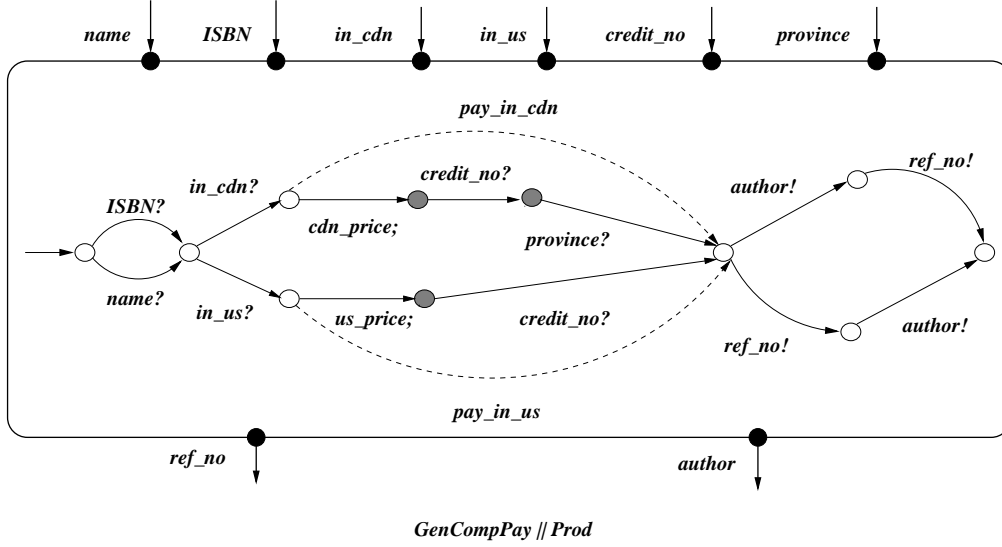 name ISBN in_cdn in_us credit_no province
pay_in_cdn
ref_no!
credit_no?
in_cdn?
author!
ISBN?
cdn_price;
province?
name?
in_us?
us_price;
credit_no?
author!
ref_no!
pay_in_us
ref_no
author
GenCompPay || Prod